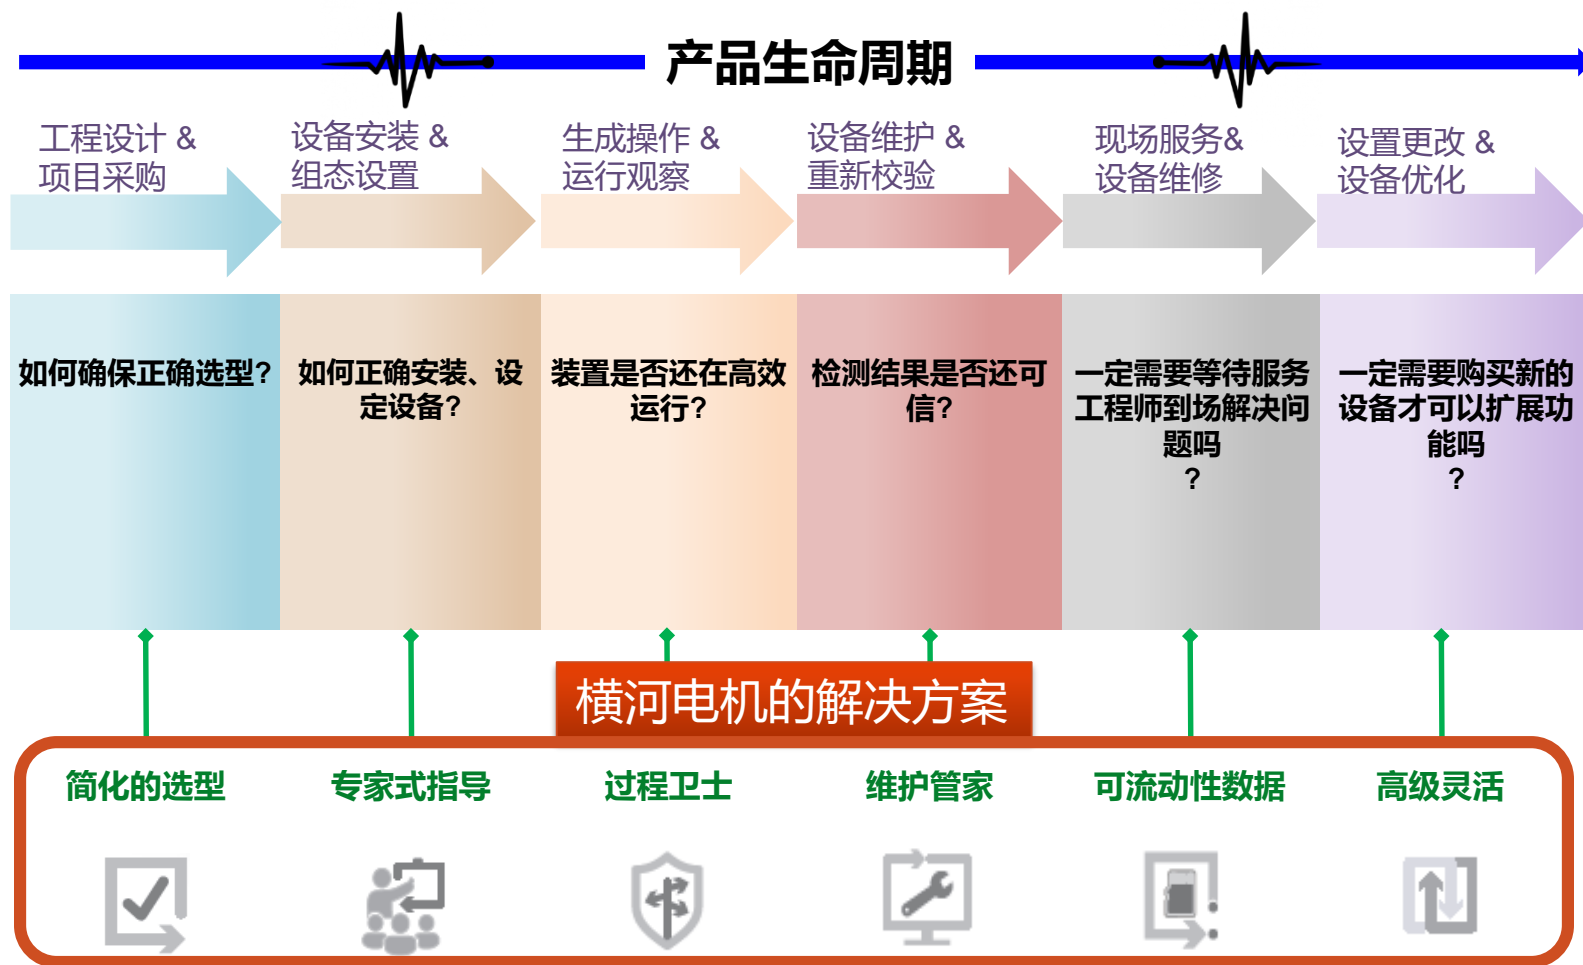 产品生命周期
工程设计 &
项目采购
设备安装 &
组态设置
生成操作 &
运行观察
设备维护 &
重新校验
现场服务&
设备维修
设置更改 &
设备优化
如何确保正确选型?
如何正确安装、设
定设备?
装置是否还在高效
运行?
检测结果是否还可
信?
一定需要等待服务
工程师到场解决问
题吗
?
一定需要购买新的
设备才可以扩展功
能吗
?
横河电机的解决方案
简化的选型
专家式指导
过程卫士
维护管家
可流动性数据
高级灵活